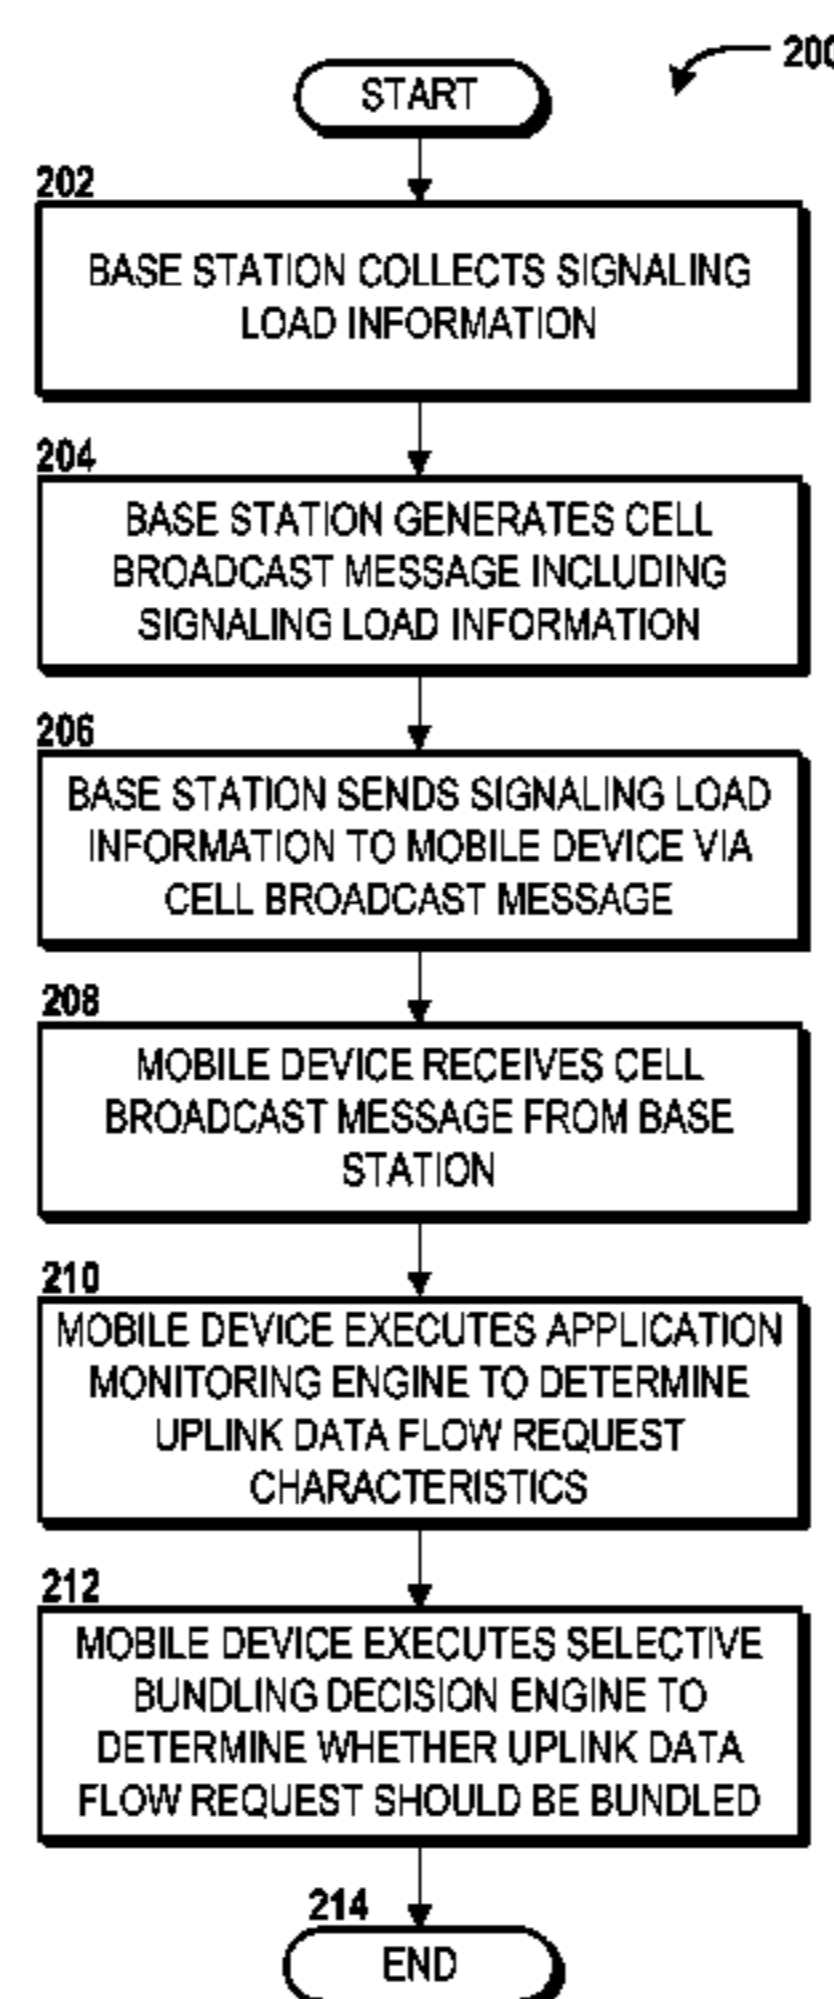 200
START
202
BASE STATION COLLECTS SIGNALING
LOAD INFORMATION
204
BASE STATION GENERATES CELL
BROADCAST MESSAGE INCLUDING
SIGNALING LOAD INFORMATION
206
BASE STATION SENDS SIGNALING LOAD
INFORMATION TO MOBILE DEVICE VIA
CELL BROADCAST MESSAGE
208
MOBILE DEVICE RECEIVES CELL
BROADCAST MESSAGE FROM BASE
STATION
210
MOBILE DEVICE EXECUTES APPLICATION
MONITORING ENGINE TO DETERMINE
UPLINK DATA FLOW REQUEST
CHARACTERISTICS
212
MOBILE DEVICE EXECUTES SELECTIVE
BUNDLING DECISION ENGINE TO
DETERMINE WHETHER UPLINK DATA
FLOW REQUEST SHOULD BE BUNDLED
214
END